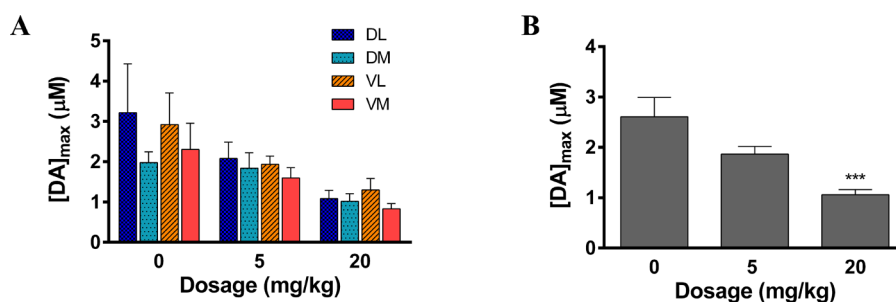 A
[DA]max (μM)
5
4
3
2
1
0
DL
DM
VL
VM
0 5 20
Dosage (mg/kg)
B
[DA]max (μM)
4
3
2
1
0
***
0 5 20
Dosage (mg/kg)